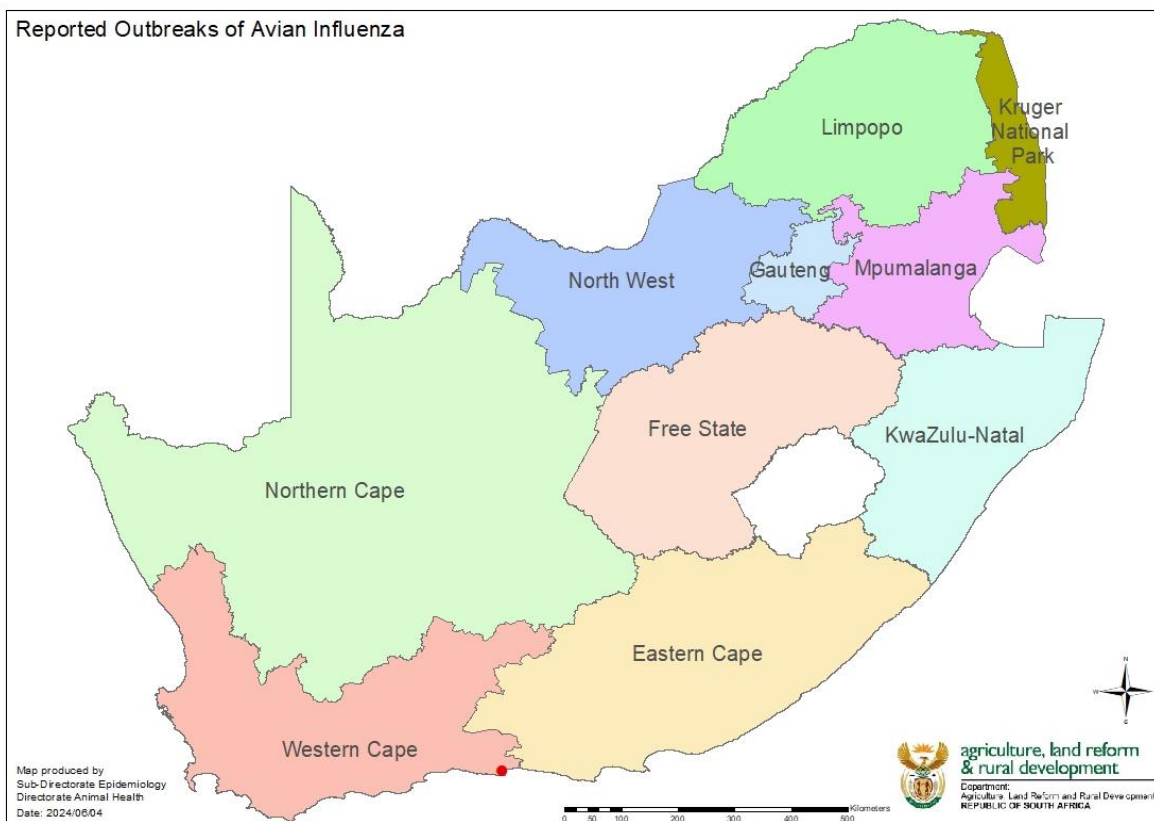 Reported Outbreaks of Avian Influenza
Limpopo
Kruger
National
Park
North West
Gauteng
Mpumalanga
Free State
KwaZulu-Natal
Northern Cape
Eastern Cape
Western Cape
N
W
E
S
Map produced by
Sub-Directorate Epidemiology
Directorate Animal Health
Date: 2024/06/04
Kilometers
0 50 100 200 300 400 500
agriculture, land reform
& rural development
Department:
Agriculture, Land Reform and Rural Development
REPUBLIC OF SOUTH AFRICA